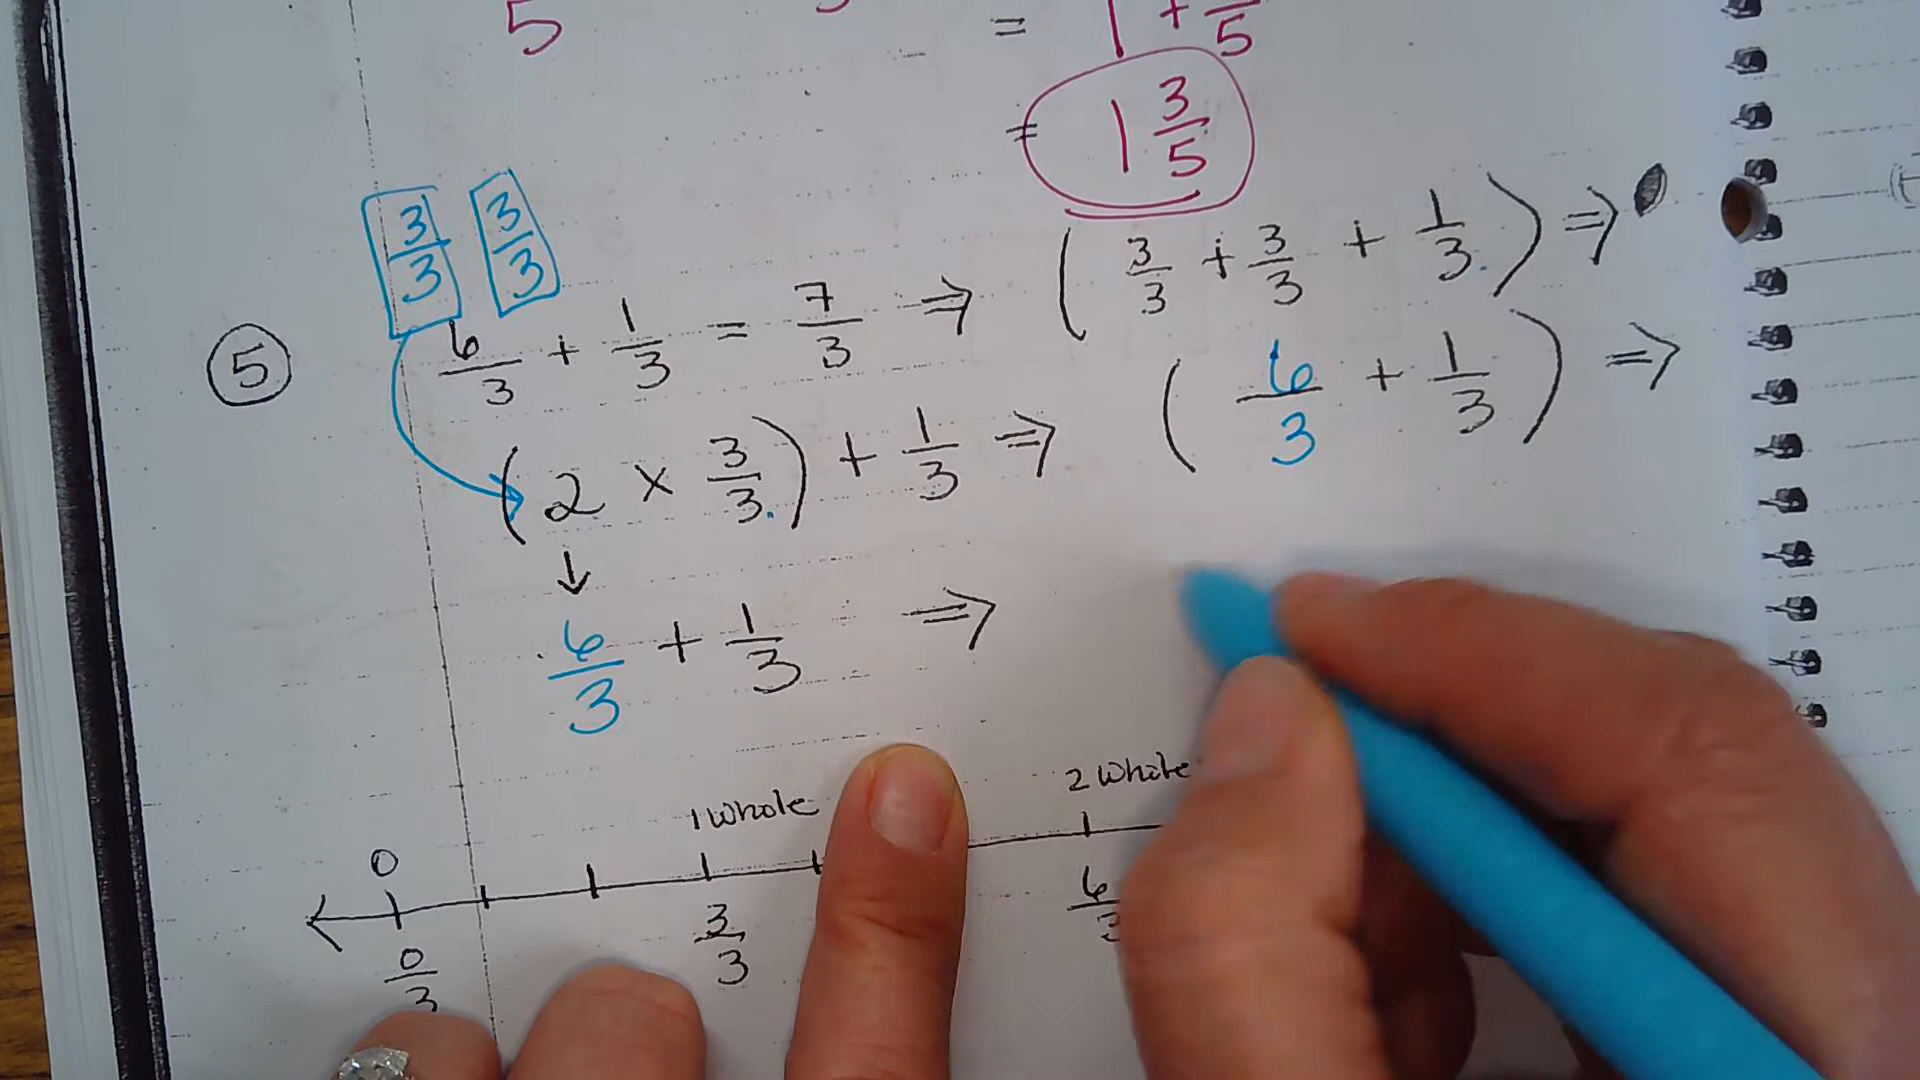 5
= 1 + /5
= 1 3/5
3/3 3/3
(5) 6/3 + 1/3 = 7/3 ⇒ (3/3 + 3/3 + 1/3) ⇒
(2 × 3/3) + 1/3 ⇒ (6/3 + 1/3) ⇒
↓
6/3 + 1/3 ⇒
1 whole 2 whole
0
0/3 3/3 6/3